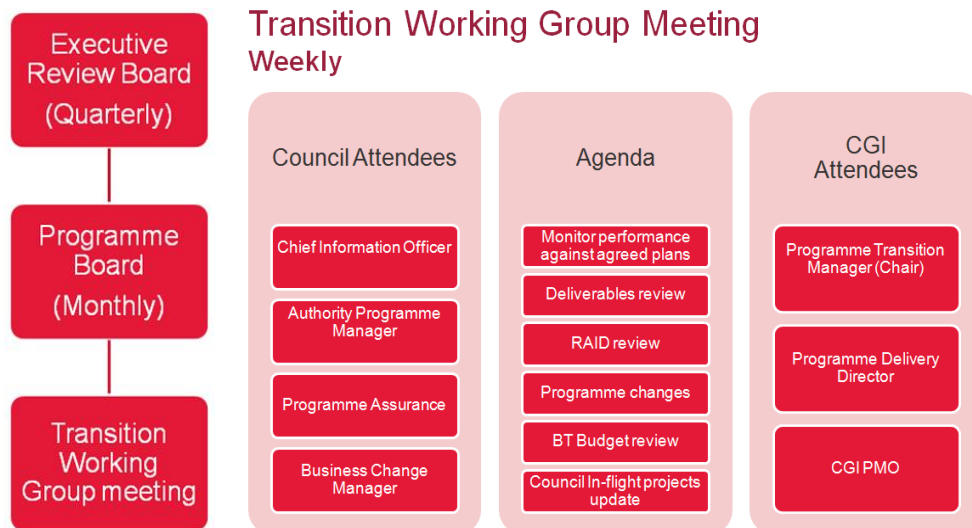 Executive
Review Board
(Quarterly)
Programme
Board
(Monthly)
Transition
Working
Group meeting
Transition Working Group Meeting
Weekly
Council Attendees
Chief Information Officer
Authority Programme
Manager
Programme Assurance
Business Change
Manager
Agenda
Monitor performance
against agreed plans
Deliverables review
RAID review
Programme changes
BT Budget review
Council In-flight projects
update
CGI
Attendees
Programme Transition
Manager (Chair)
Programme Delivery
Director
CGI PMO